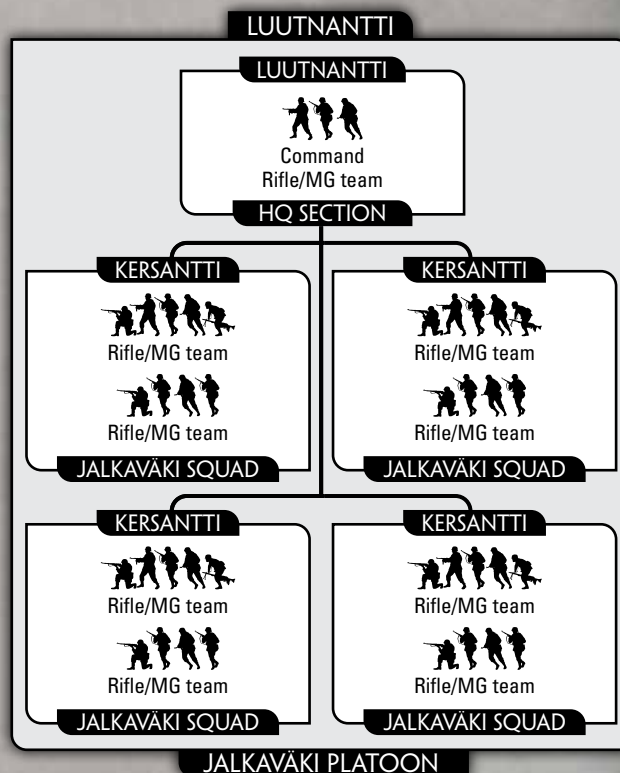 LUUTNANTTI
LUUTNANTTI
Command
Rifle/MG team
HQ SECTION
KERSANTTI
Rifle/MG team
Rifle/MG team
JALKAVÄKI SQUAD
KERSANTTI
Rifle/MG team
Rifle/MG team
JALKAVÄKI SQUAD
KERSANTTI
Rifle/MG team
Rifle/MG team
JALKAVÄKI SQUAD
KERSANTTI
Rifle/MG team
Rifle/MG team
JALKAVÄKI SQUAD
JALKAVÄKI PLATOON